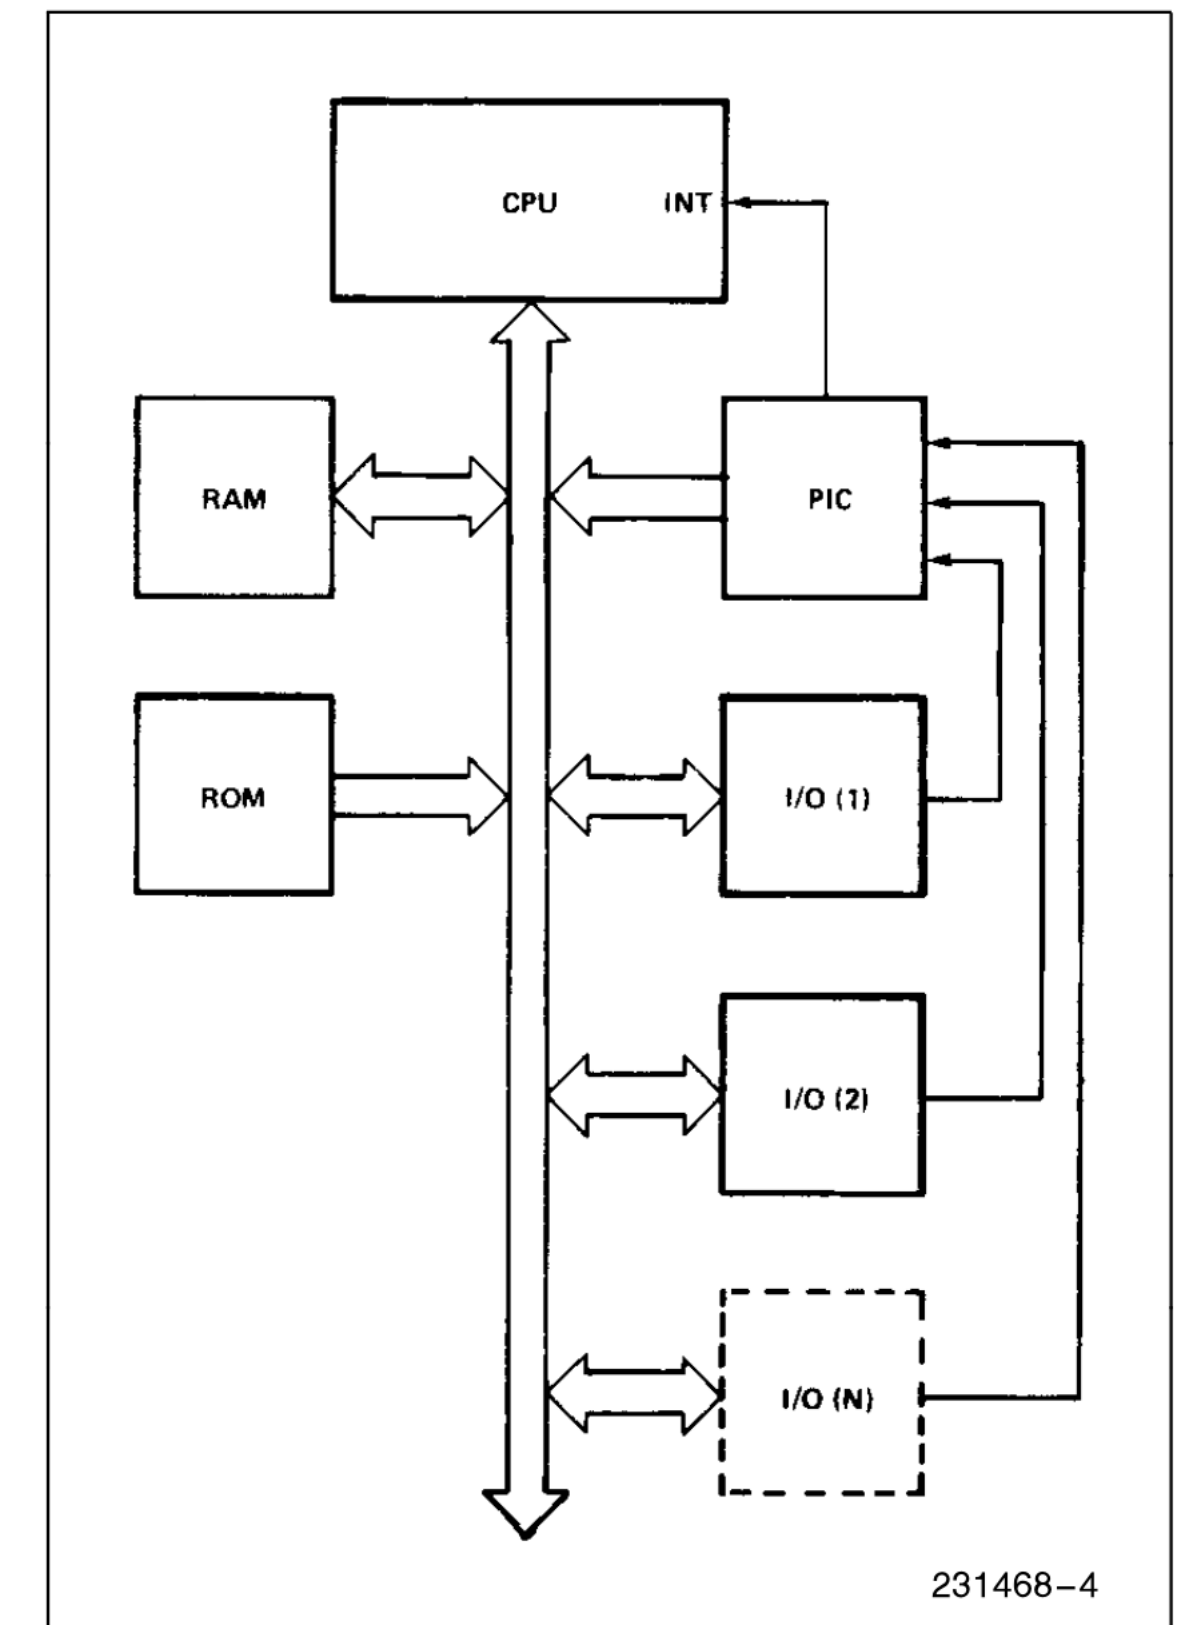 CPU INT
RAM
PIC
ROM
I/O (1)
I/O (2)
I/O (N)
231468-4